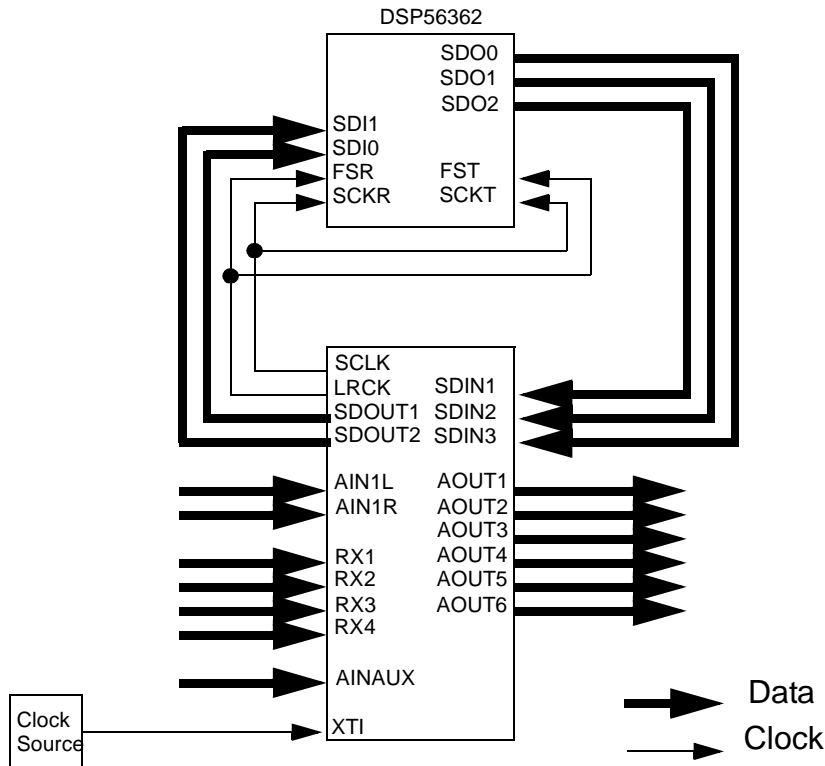 DSP56362
SDO0
SDO1
SDO2
SDI1
SDI0
FSR
SCKR
FST
SCKT
SCLK
LRCK
SDOUT1
SDOUT2
SDIN1
SDIN2
SDIN3
AIN1L
AIN1R
RX1
RX2
RX3
RX4
AINAUX
XTI
AOUT1
AOUT2
AOUT3
AOUT4
AOUT5
AOUT6
Clock
Source
Data
Clock